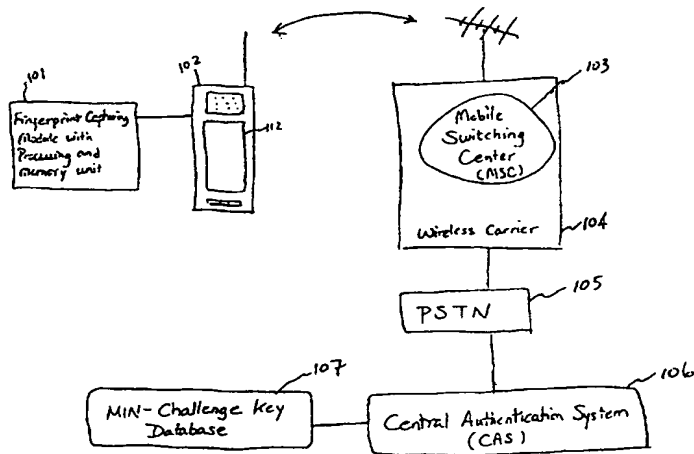 101
Fingerprint Capturing
Module with
Processing and
memory unit
102
112
103
Mobile
Switching
Center
(MSC)
Wireless Carrier
104
PSTN
105
107
MIN-Challenge Key
Database
106
Central Authentication System
(CAS)